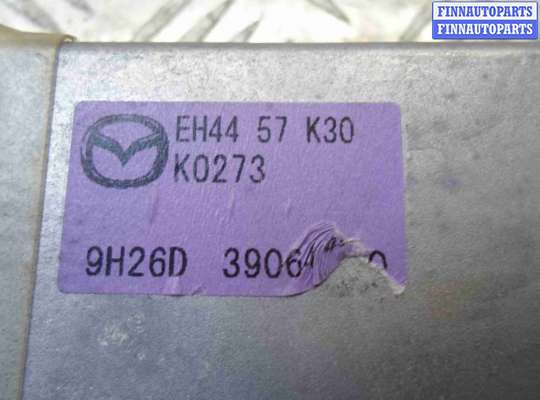 FINNAUTOPARTS
FINNAUTOPARTS
EH44 57 K30
K0273
9H26D